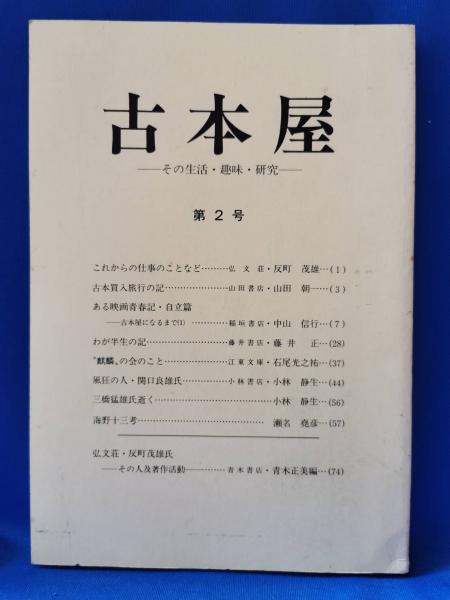 古本屋
——その生活・趣味・研究——
第2号
これからの仕事のことなど………弘文荘・反町 茂雄…(1)
古本買入旅行の記………………山田書店・山田 朝一…(3)
ある映画青春記・自立篇
——古本屋になるまで(1)…………稲垣書店・中山 信行…(7)
わが半生の記……………………藤井書店・藤井 正…(28)
〝麒麟〟の会のこと………………江東文庫・石尾光之祐…(37)
風狂の人・関口良雄氏…………小林書店・小林 静生…(44)
三橋猛雄氏逝く……………………………小林 静生…(56)
海野十三考…………………………………瀬名 堯彦…(57)
弘文荘・反町茂雄氏
——その人及著作活動…………青木書店・青木正美編…(74)